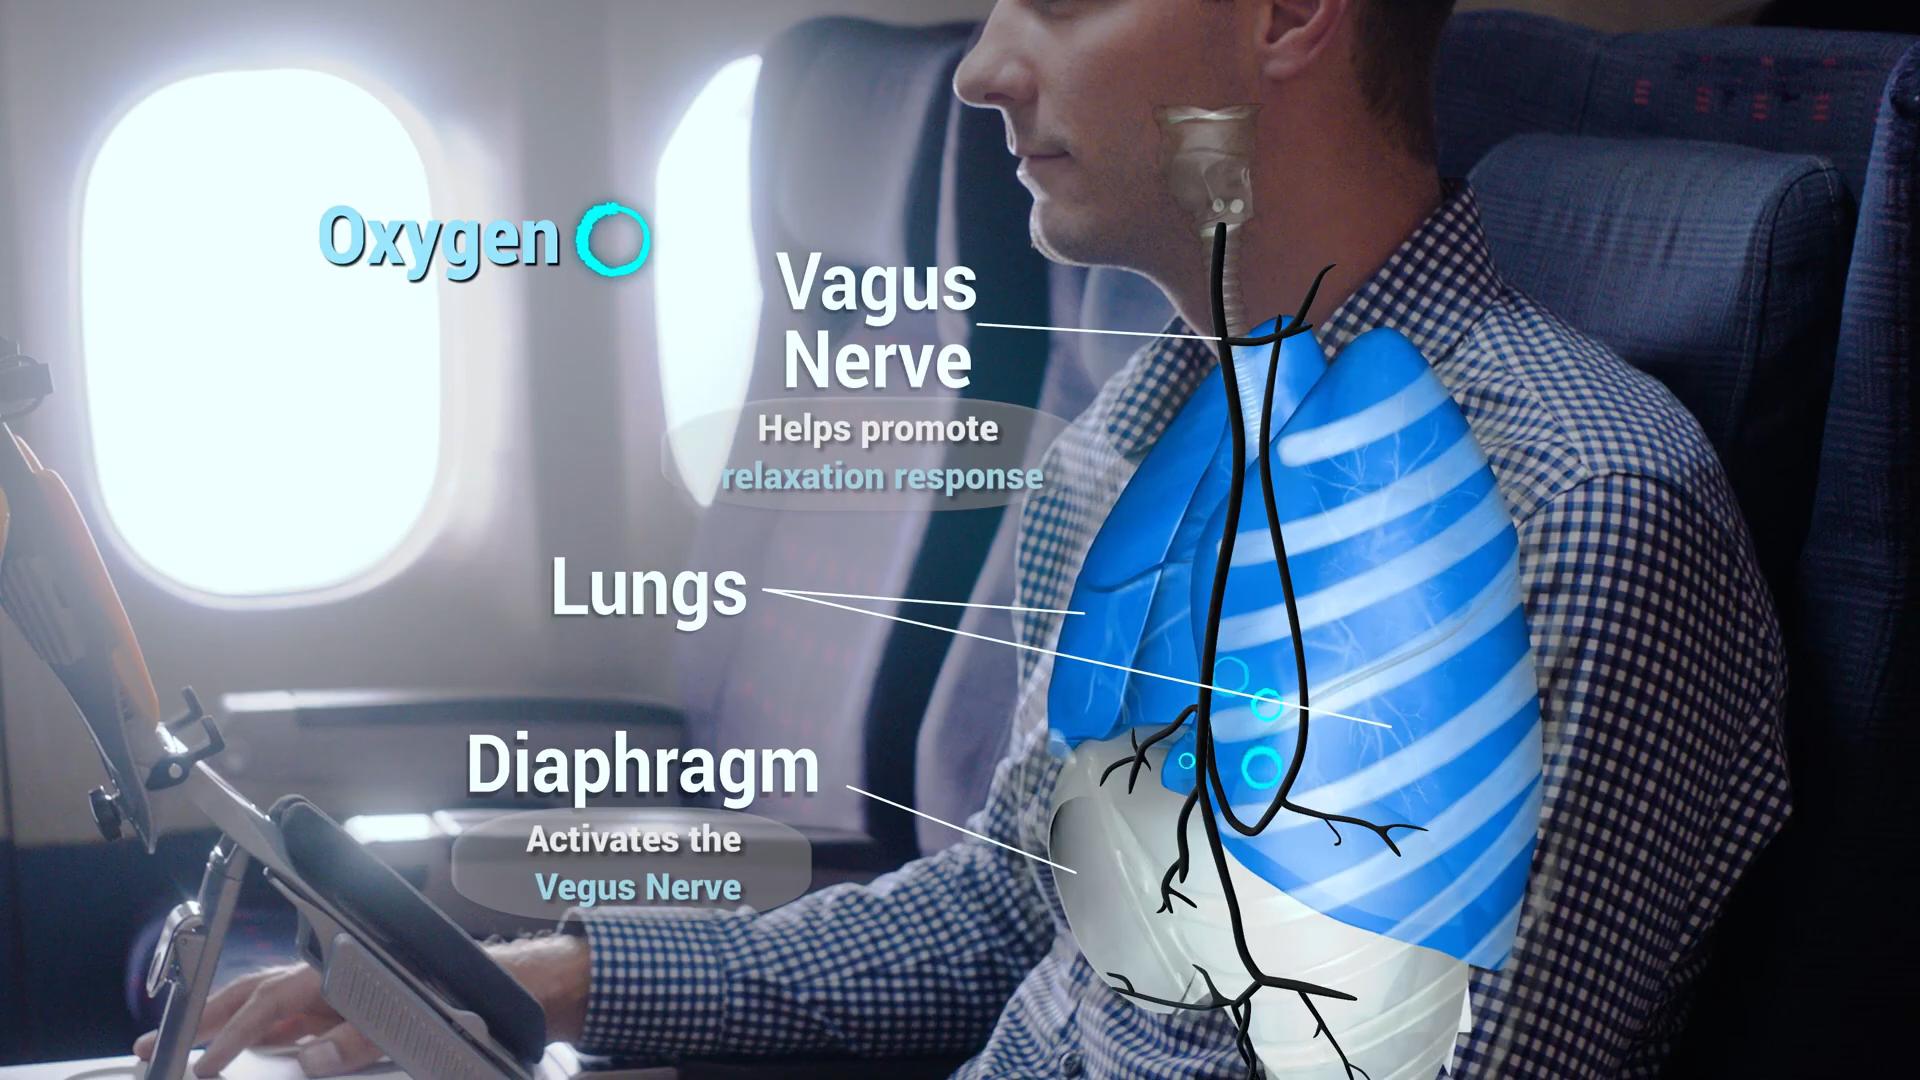 Oxygen
Vagus
Nerve
Helps promote
relaxation response
Lungs
Diaphragm
Activates the
Vegus Nerve